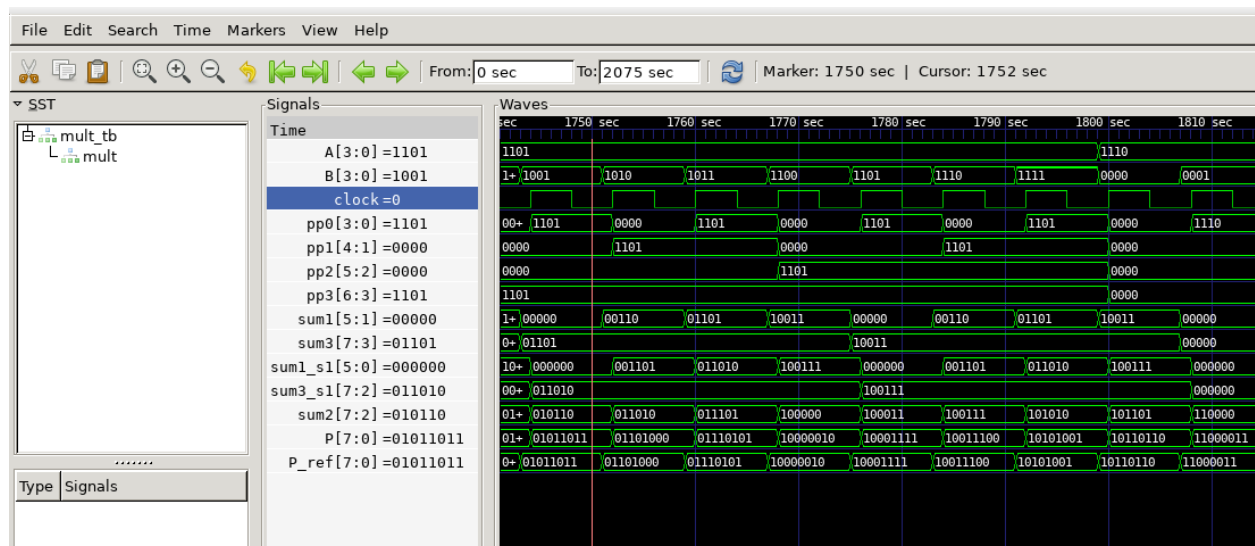 File Edit Search Time Markers View Help
From: 0 sec To: 2075 sec Marker: 1750 sec | Cursor: 1752 sec
SST
mult_tb
mult
Type Signals
Signals
Time
A[3:0] =1101
B[3:0] =1001
clock =0
pp0[3:0] =1101
pp1[4:1] =0000
pp2[5:2] =0000
pp3[6:3] =1101
sum1[5:1] =00000
sum3[7:3] =01101
sum1_s1[5:0] =000000
sum3_s1[7:2] =011010
sum2[7:2] =010110
P[7:0] =01011011
P_ref[7:0] =01011011
Waves
sec 1750 sec 1760 sec 1770 sec 1780 sec 1790 sec 1800 sec 1810 sec
1101 1110
1+ 1001 1010 1011 1100 1101 1110 1111 0000 0001
00+ 1101 0000 1101 0000 1101 0000 1101 0000 1110
0000 1101 0000 1101 0000
0000 1101 0000
1101 0000
1+ 00000 00110 01101 10011 00000 00110 01101 10011 00000
0+ 01101 10011 00000
10+ 000000 001101 011010 100111 000000 001101 011010 100111 000000
00+ 011010 100111 000000
01+ 010110 011010 011101 100000 100011 100111 101010 101101 110000
01+ 01011011 01101000 01110101 10000010 10001111 10011100 10101001 10110110 11000011
0+ 01011011 01101000 01110101 10000010 10001111 10011100 10101001 10110110 11000011